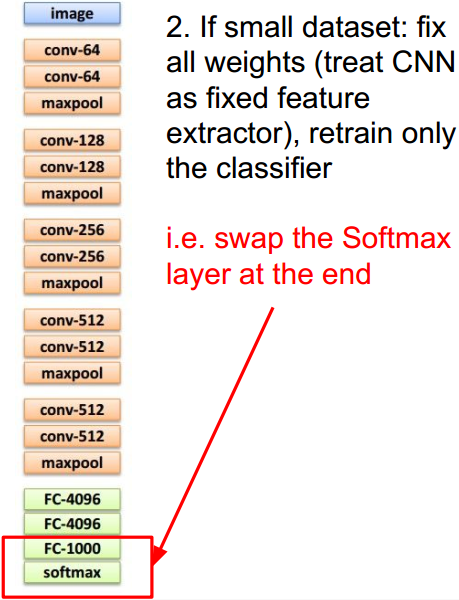 image
conv-64
conv-64
maxpool
conv-128
conv-128
maxpool
conv-256
conv-256
maxpool
conv-512
conv-512
maxpool
conv-512
conv-512
maxpool
FC-4096
FC-4096
FC-1000
softmax
2. If small dataset: fix
all weights (treat CNN
as fixed feature
extractor), retrain only
the classifier
i.e. swap the Softmax
layer at the end